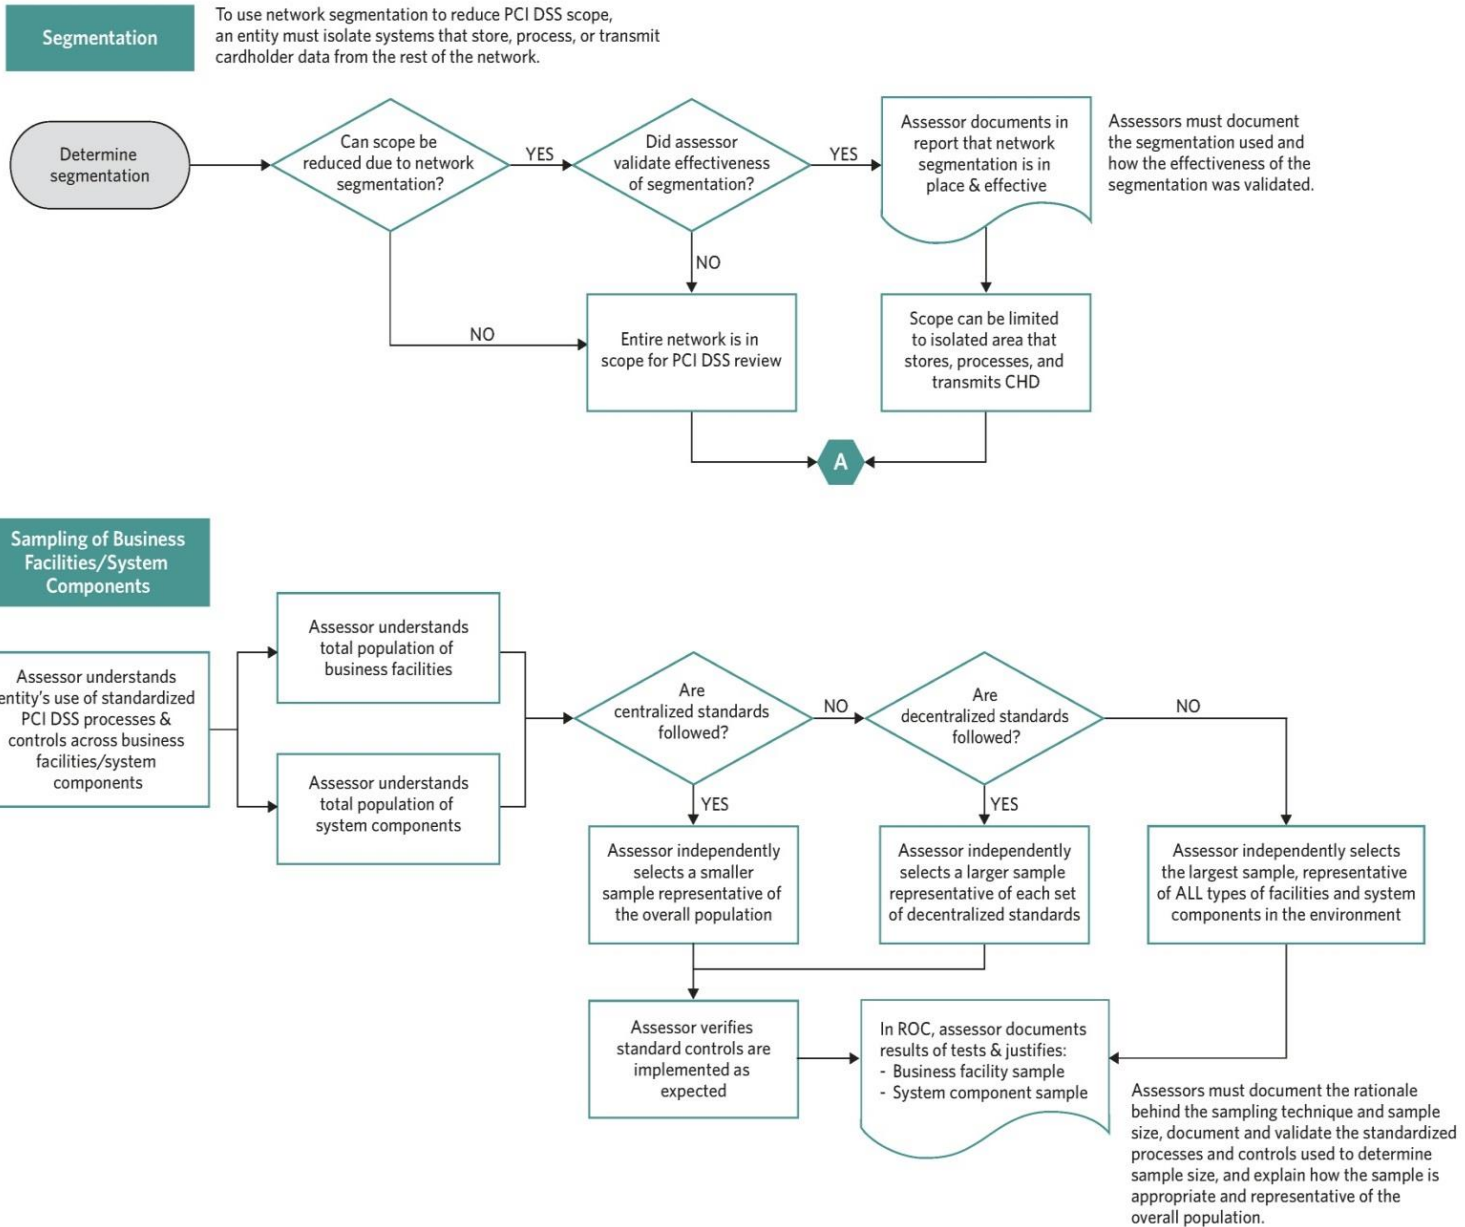 Segmentation
To use network segmentation to reduce PCI DSS scope,
an entity must isolate systems that store, process, or transmit
cardholder data from the rest of the network.
Determine
segmentation
Can scope be
reduced due to network
segmentation?
YES
Did assessor
validate effectiveness
of segmentation?
YES
Assessor documents in
report that network
segmentation is in
place & effective
Assessors must document
the segmentation used and
how the effectiveness of the
segmentation was validated.
NO
NO
Entire network is in
scope for PCI DSS review
Scope can be limited
to isolated area that
stores, processes, and
transmits CHD
A
Sampling of Business
Facilities/System
Components
Assessor understands
entity's use of standardized
PCI DSS processes &
controls across business
facilities/system
components
Assessor understands
total population of
business facilities
Assessor understands
total population of
system components
Are
centralized standards
followed?
NO
Are
decentralized standards
followed?
NO
YES
YES
Assessor independently
selects a smaller
sample representative of
the overall population
Assessor independently
selects a larger sample
representative of each set
of decentralized standards
Assessor independently selects
the largest sample, representative
of ALL types of facilities and system
components in the environment
Assessor verifies
standard controls are
implemented as
expected
In ROC, assessor documents
results of tests & justifies:
- Business facility sample
- System component sample
Assessors must document the rationale
behind the sampling technique and sample
size, document and validate the standardized
processes and controls used to determine
sample size, and explain how the sample is
appropriate and representative of the
overall population.